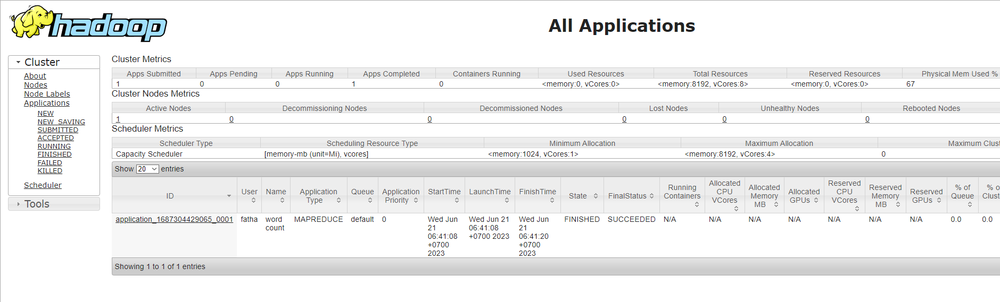 hadoop
All Applications
Cluster
About
Nodes
Node Labels
Applications
NEW
NEW_SAVING
SUBMITTED
ACCEPTED
RUNNING
FINISHED
FAILED
KILLED
Scheduler
Tools
Cluster Metrics
Apps Submitted Apps Pending Apps Running Apps Completed Containers Running Used Resources Total Resources Reserved Resources Physical Mem Used %
1 0 0 1 0 <memory:0, vCores:0> <memory:8192, vCores:8> <memory:0, vCores:0> 67
Cluster Nodes Metrics
Active Nodes Decommissioning Nodes Decommissioned Nodes Lost Nodes Unhealthy Nodes Rebooted Nodes
1 0 0 0 0 0
Scheduler Metrics
Scheduler Type Scheduling Resource Type Minimum Allocation Maximum Allocation Maximum Clust
Capacity Scheduler [memory-mb (unit=Mi), vcores] <memory:1024, vCores:1> <memory:8192, vCores:4> 0
Show 20 entries
ID User Name Application Type Queue Application Priority StartTime LaunchTime FinishTime State FinalStatus Running Containers Allocated CPU VCores Allocated Memory MB Allocated GPUs Reserved CPU VCores Reserved Memory MB Reserved GPUs % of Queue % o Clust
application_1687304429065_0001 fatha word count MAPREDUCE default 0 Wed Jun 21 06:41:08 +0700 2023 Wed Jun 21 06:41:08 +0700 2023 Wed Jun 21 06:41:20 +0700 2023 FINISHED SUCCEEDED N/A N/A N/A N/A N/A N/A N/A 0.0 0.0
Showing 1 to 1 of 1 entries